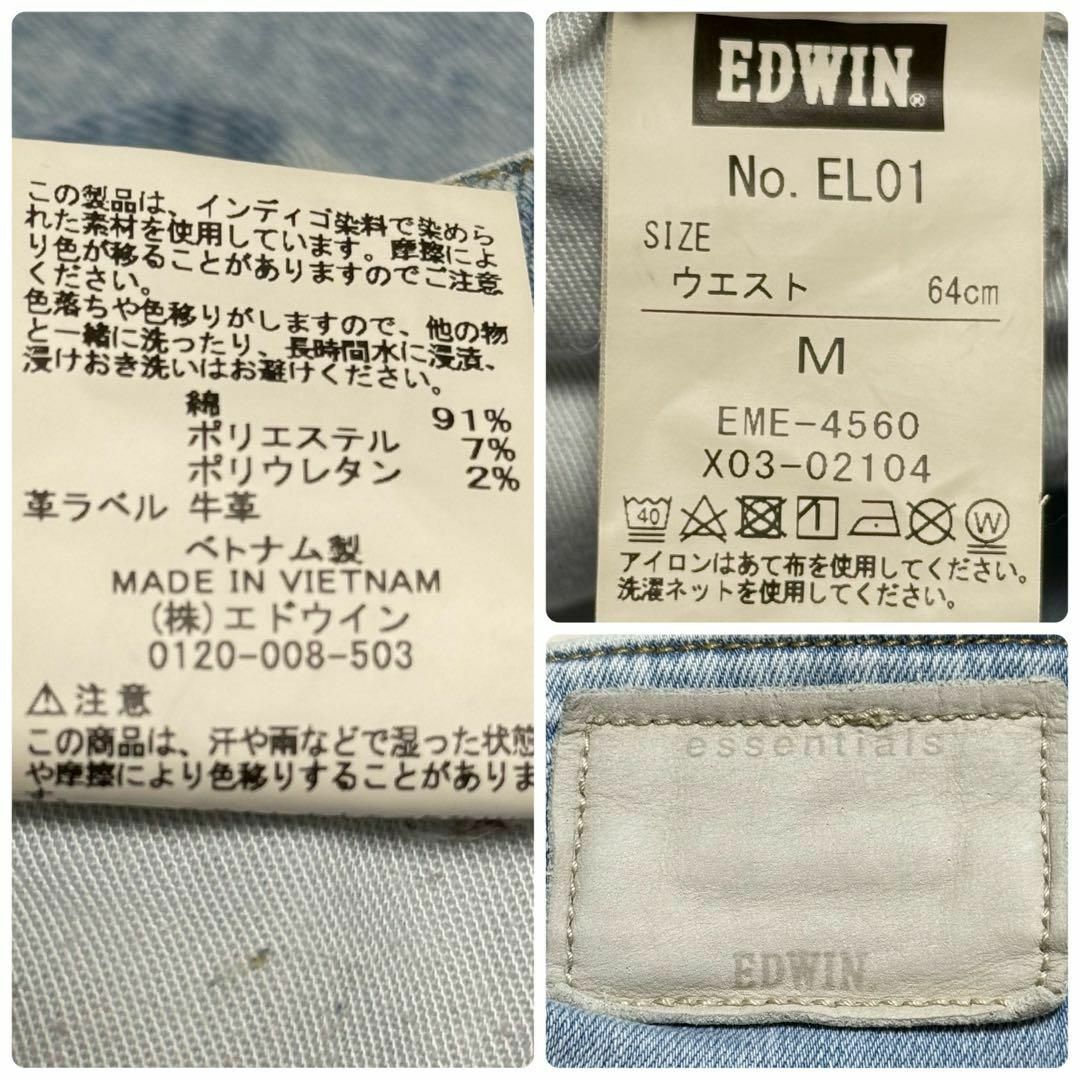 この製品は、インディゴ染料で染めら
れた素材を使用しています。摩擦によ
り色が移ることがありますのでご注意
ください。
色落ちや色移りがしますので、他の物
と一緒に洗ったり、長時間水に浸漬、
浸けおき洗いはお避けください。
綿 91%
ポリエステル 7%
ポリウレタン 2%
革ラベル 牛革
ベトナム製
MADE IN VIETNAM
(株)エドウイン
0120-008-503
⚠注意
この商品は、汗や雨などで湿った状態
や摩擦により色移りすることがありま
EDWIN®
No. EL01
SIZE
ウエスト 64cm
M
EME-4560
X03-02104
40 W
アイロンはあて布を使用してください。
洗濯ネットを使用してください。
essentials
EDWIN